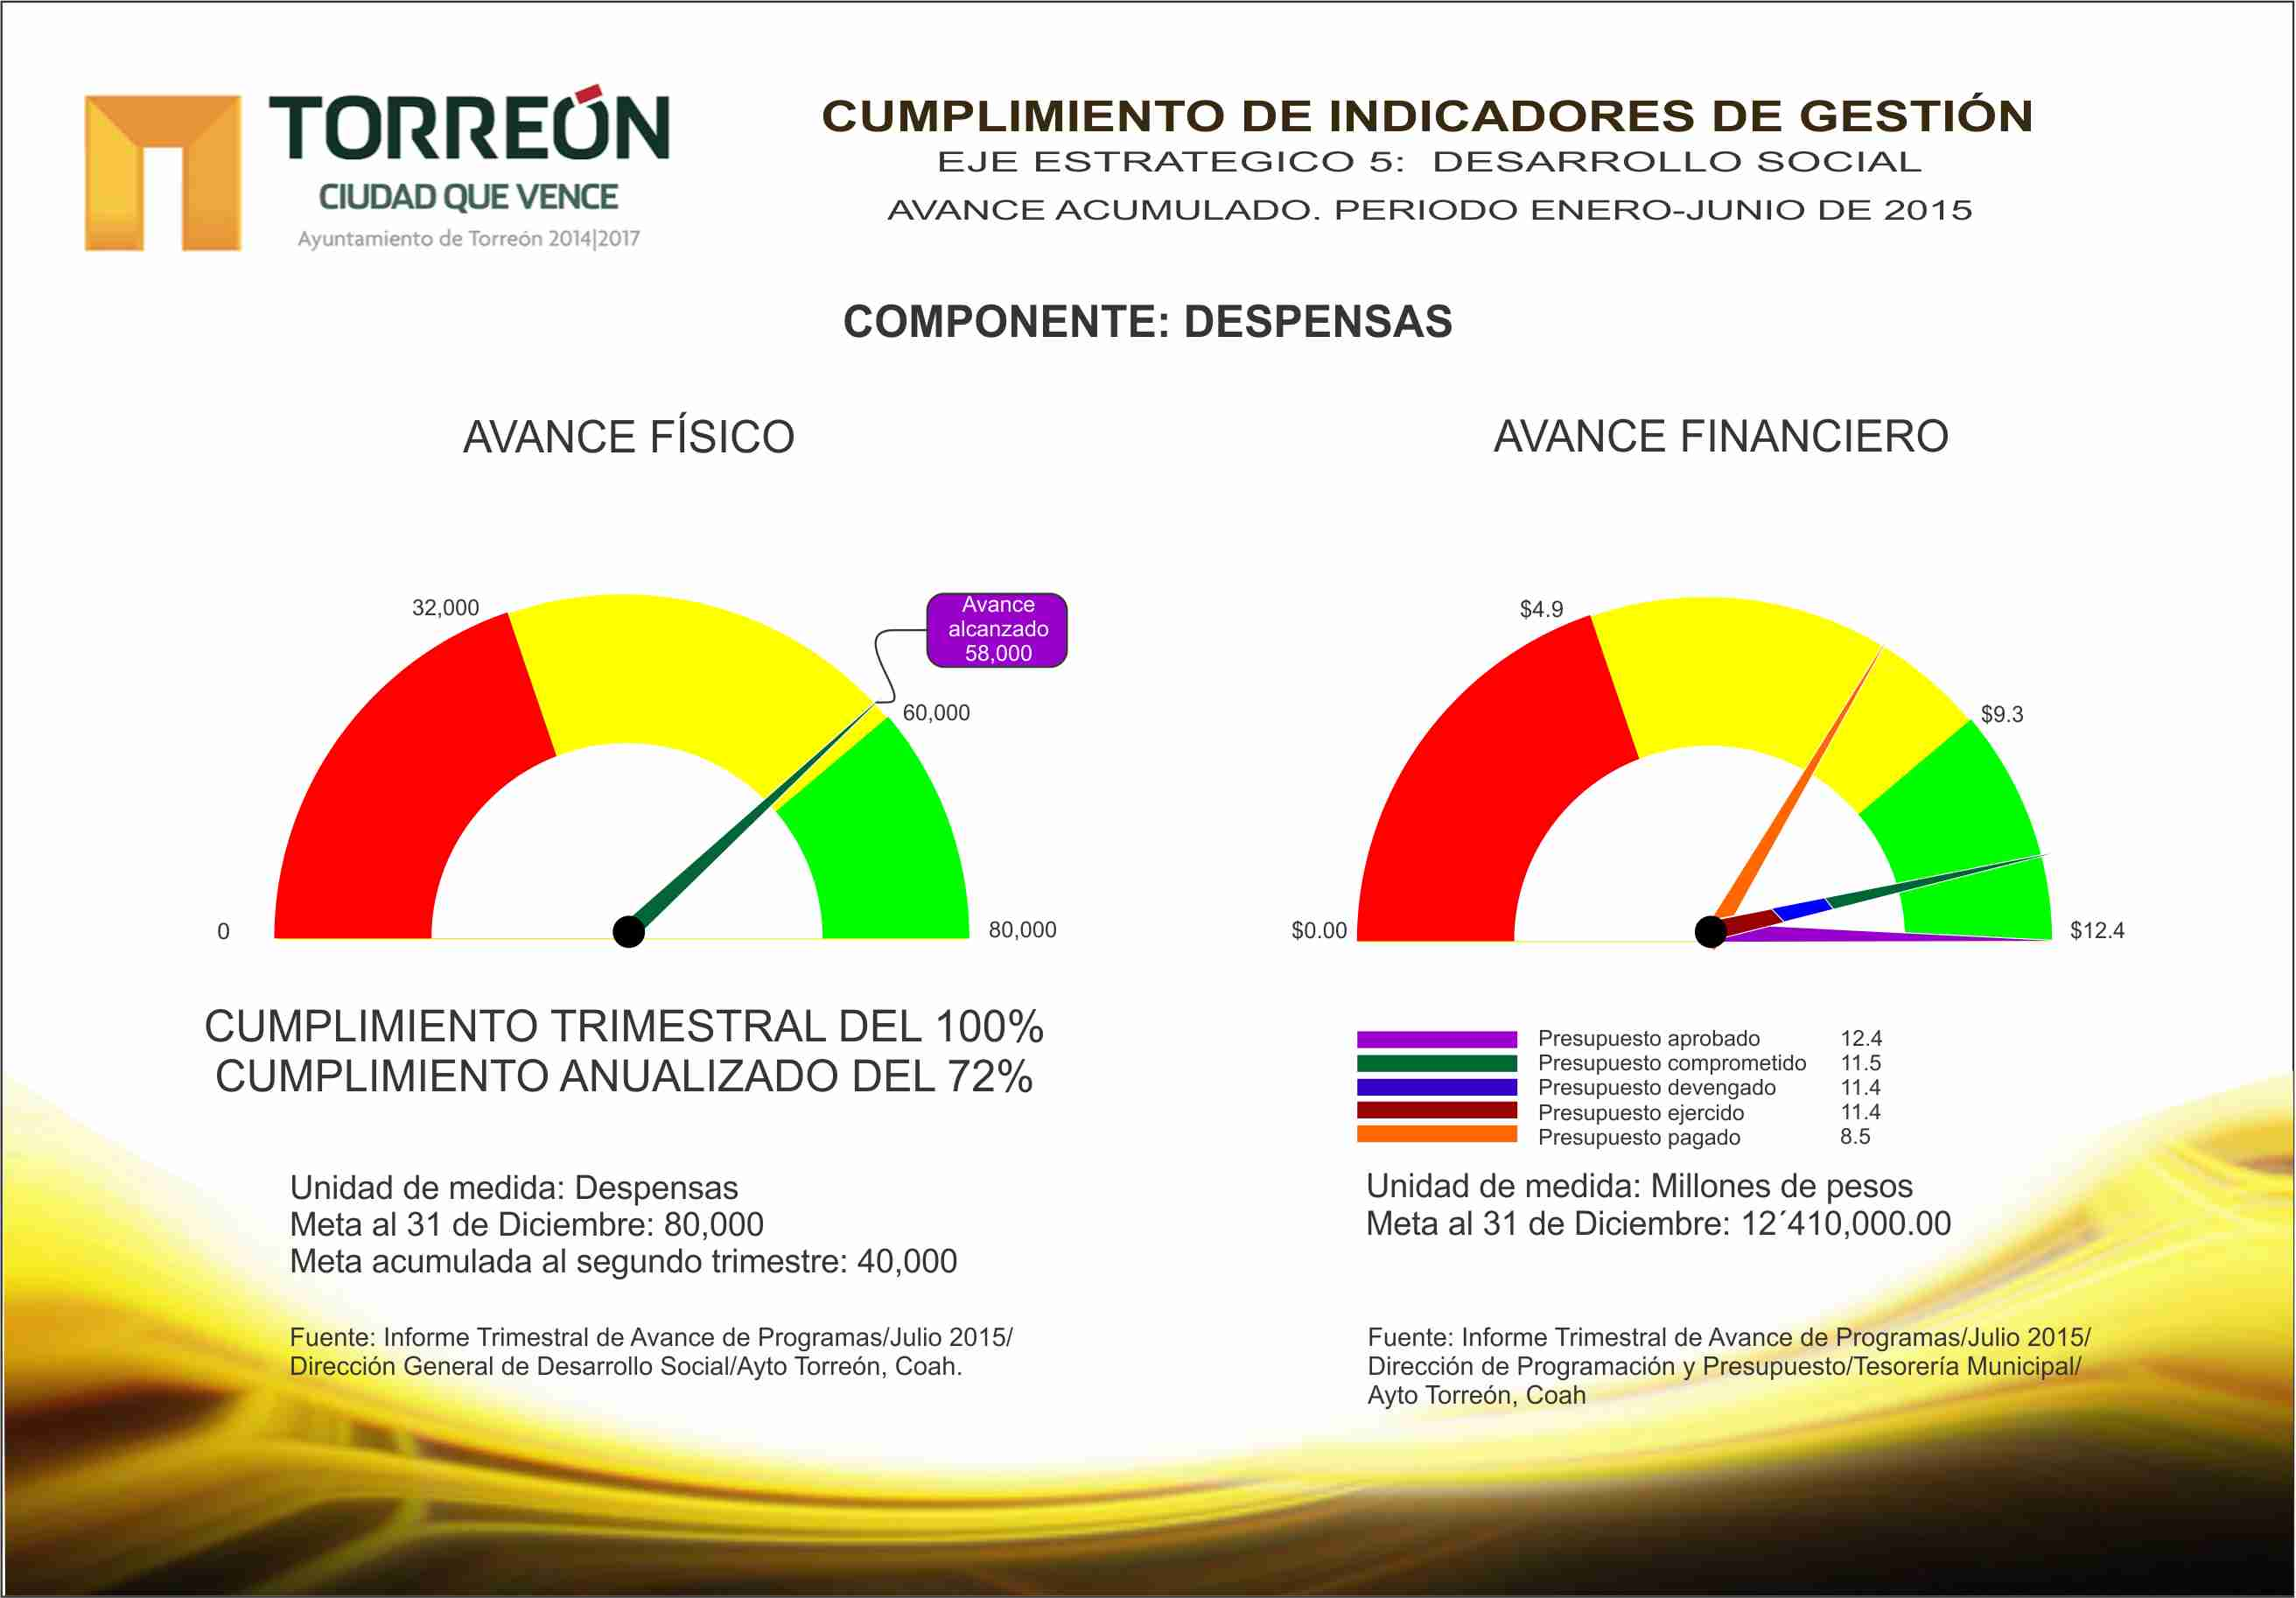 TORREÓN
CIUDAD QUE VENCE
Ayuntamiento de Torreón 2014|2017
CUMPLIMIENTO DE INDICADORES DE GESTIÓN
EJE ESTRATEGICO 5: DESARROLLO SOCIAL
AVANCE ACUMULADO. PERIODO ENERO-JUNIO DE 2015
COMPONENTE: DESPENSAS
AVANCE FÍSICO
32,000
Avance
alcanzado
58,000
60,000
0
80,000
CUMPLIMIENTO TRIMESTRAL DEL 100%
CUMPLIMIENTO ANUALIZADO DEL 72%
Unidad de medida: Despensas
Meta al 31 de Diciembre: 80,000
Meta acumulada al segundo trimestre: 40,000
Fuente: Informe Trimestral de Avance de Programas/Julio 2015/
Dirección General de Desarrollo Social/Ayto Torreón, Coah.
AVANCE FINANCIERO
$4.9
$9.3
$0.00
$12.4
Presupuesto aprobado 12.4
Presupuesto comprometido 11.5
Presupuesto devengado 11.4
Presupuesto ejercido 11.4
Presupuesto pagado 8.5
Unidad de medida: Millones de pesos
Meta al 31 de Diciembre: 12´410,000.00
Fuente: Informe Trimestral de Avance de Programas/Julio 2015/
Dirección de Programación y Presupuesto/Tesorería Municipal/
Ayto Torreón, Coah